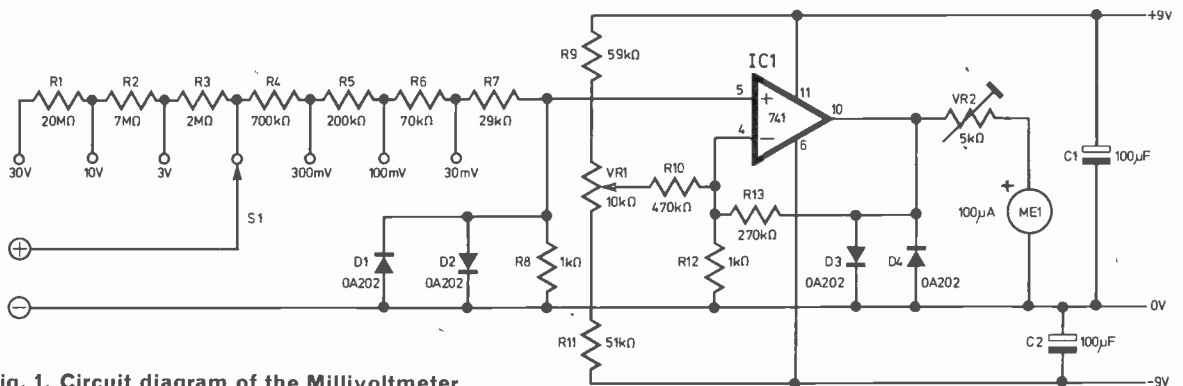 +9V
R9
59kΩ
IC1
R1
R2
R3
R4
R5
R6
R7
20MΩ
7MΩ
2MΩ
700kΩ
200kΩ
70kΩ
29kΩ
5
+
741
4
−
11
10
6
VR2
5kΩ
C1
100µF
30V
10V
3V
300mV
100mV
30mV
VR1
10kΩ
R10
470kΩ
R13
270kΩ
+
100µA
ME1
S1
+
D1
0A202
D2
0A202
R8
1kΩ
R12
1kΩ
D3
0A202
D4
0A202
−
0V
R11
51kΩ
C2
100µF
-9V
ig. 1. Circuit diagram of the Millivoltmeter